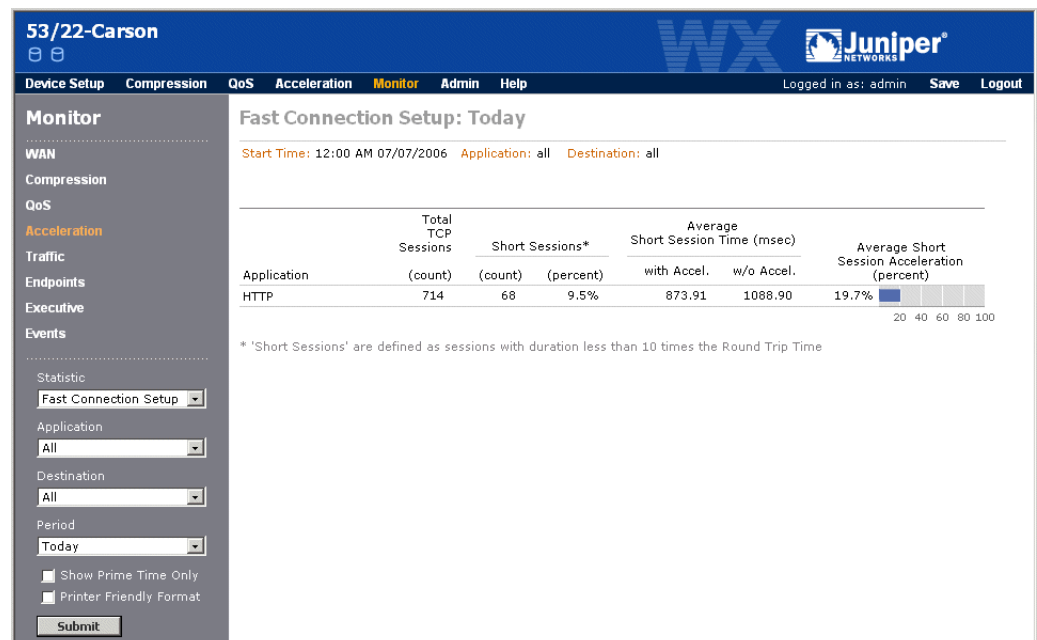 53/22-Carson
WX
Juniper®
NETWORKS
Device Setup Compression QoS Acceleration Monitor Admin Help Logged in as: admin Save Logout
Monitor
WAN
Compression
QoS
Acceleration
Traffic
Endpoints
Executive
Events
Statistic
Fast Connection Setup
Application
All
Destination
All
Period
Today
Show Prime Time Only
Printer Friendly Format
Submit
Fast Connection Setup: Today
Start Time: 12:00 AM 07/07/2006 Application: all Destination: all
Application
Total
TCP
Sessions
(count)
Short Sessions*
(count) (percent)
Average
Short Session Time (msec)
with Accel. w/o Accel.
Average Short
Session Acceleration
(percent)
HTTP 714 68 9.5% 873.91 1088.90 19.7%
20 40 60 80 100
* 'Short Sessions' are defined as sessions with duration less than 10 times the Round Trip Time